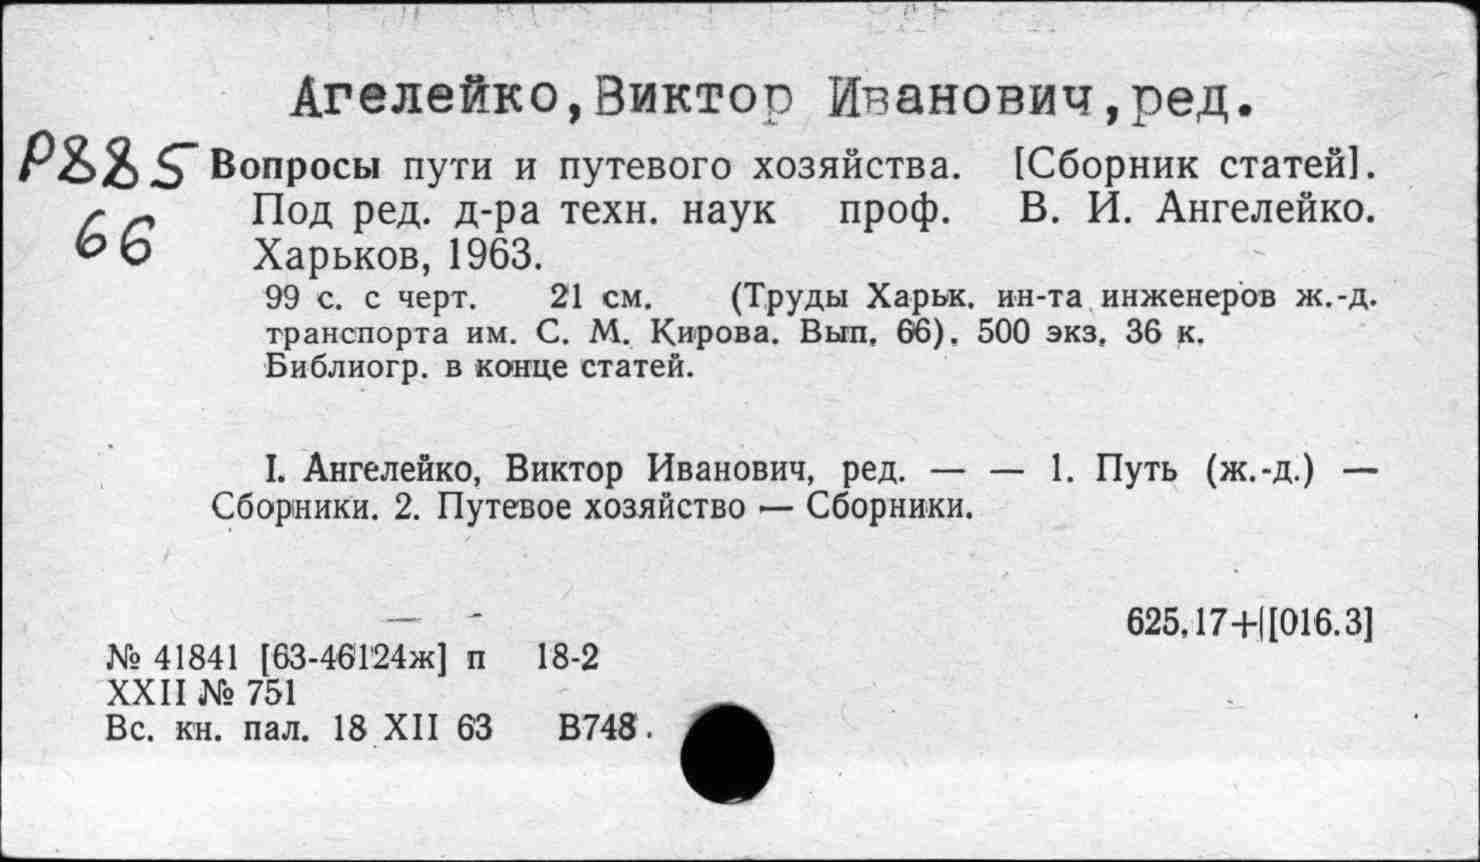 Агелейко, Виктор Иванович, ред.
Р225
66
Вопросы пути и путевого хозяйства. [Сборник статей].
Под ред. д-ра техн. наук проф. В. И. Ангелейко.
Харьков, 1963.
99 с. с черт. 21 см. (Труды Харьк. ин-та инженеров ж.-д.
транспорта им. С. М. Кирова. Вып. 66). 500 экз. 36 к.
Библиогр. в конце статей.
I. Ангелейко, Виктор Иванович, ред. — — 1. Путь (ж.-д.) —
Сборники. 2. Путевое хозяйство — Сборники.
625.17+|[016.3]
№ 41841 [63-46124ж] п 18-2
XXII № 751
Вс. кн. пал. 18 XII 63 В748.